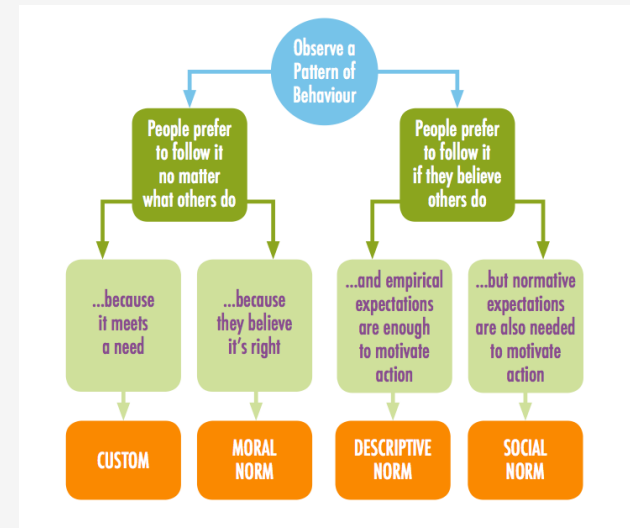 Observe a
Pattern of
Behaviour
People prefer
to follow it
no matter
what others do
People prefer
to follow it
if they believe
others do
...because
it meets
a need
...because
they believe
it's right
...and empirical
expectations
are enough
to motivate
action
...but normative
expectations
are also needed
to motivate
action
CUSTOM
MORAL
NORM
DESCRIPTIVE
NORM
SOCIAL
NORM